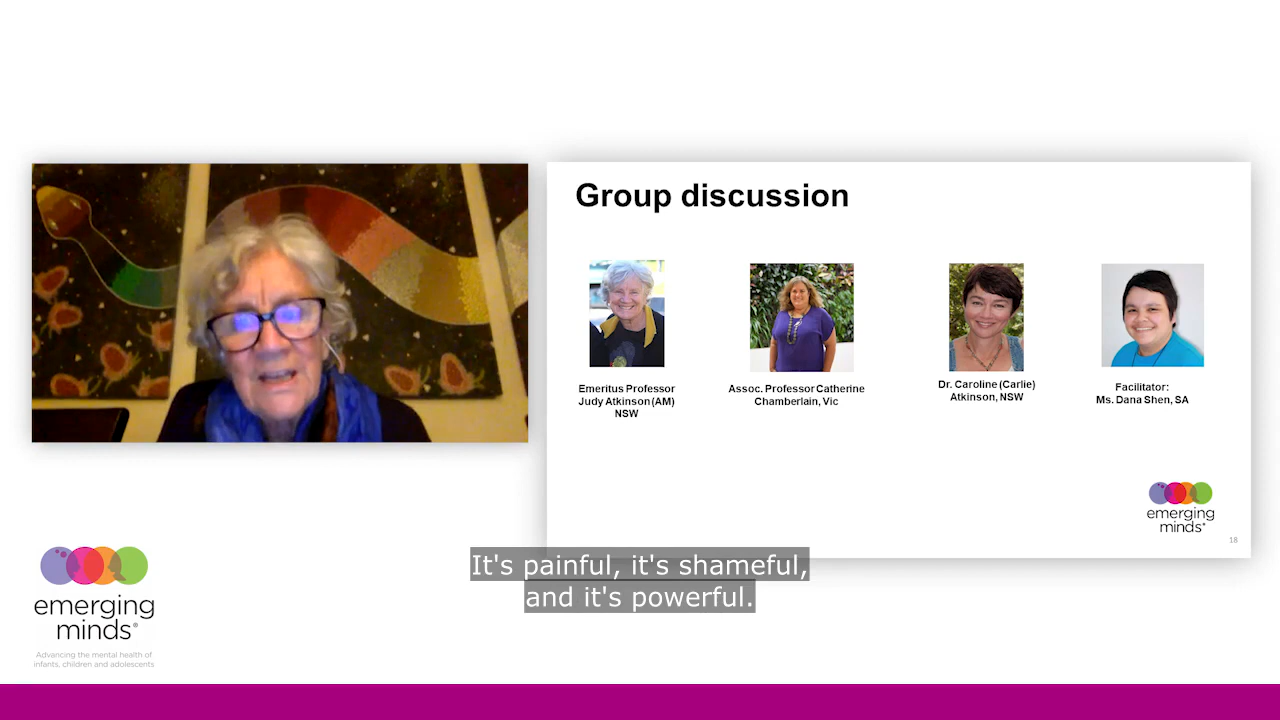 Group discussion
Emeritus Professor
Judy Atkinson (AM)
NSW
Assoc. Professor Catherine
Chamberlain, Vic
Dr. Caroline (Carlie)
Atkinson, NSW
Facilitator:
Ms. Dana Shen, SA
emerging
minds®
18
It's painful, it's shameful,
and it's powerful.
emerging
minds®
Advancing the mental health of
infants, children and adolescents